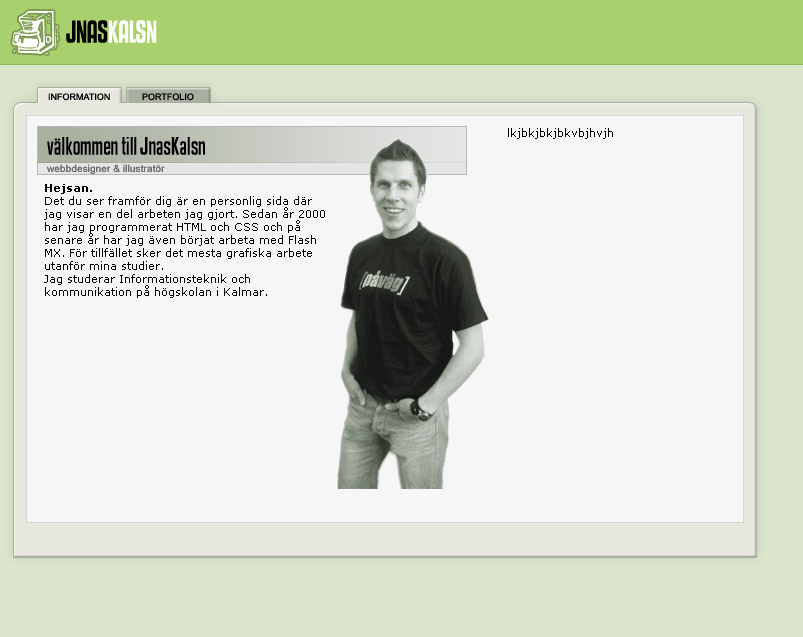 JNASKALSN
INFORMATION
PORTFOLIO
välkommen till JnasKalsn
webbdesigner & illustratör
Hejsan.
Det du ser framför dig är en personlig sida där
jag visar en del arbeten jag gjort. Sedan år 2000
har jag programmerat HTML och CSS och på
senare år har jag även börjat arbeta med Flash
MX. För tillfället sker det mesta grafiska arbete
utanför mina studier.
Jag studerar Informationsteknik och
kommunikation på högskolan i Kalmar.
[påväg]
lkjbkjbkjbkvbjhvjh